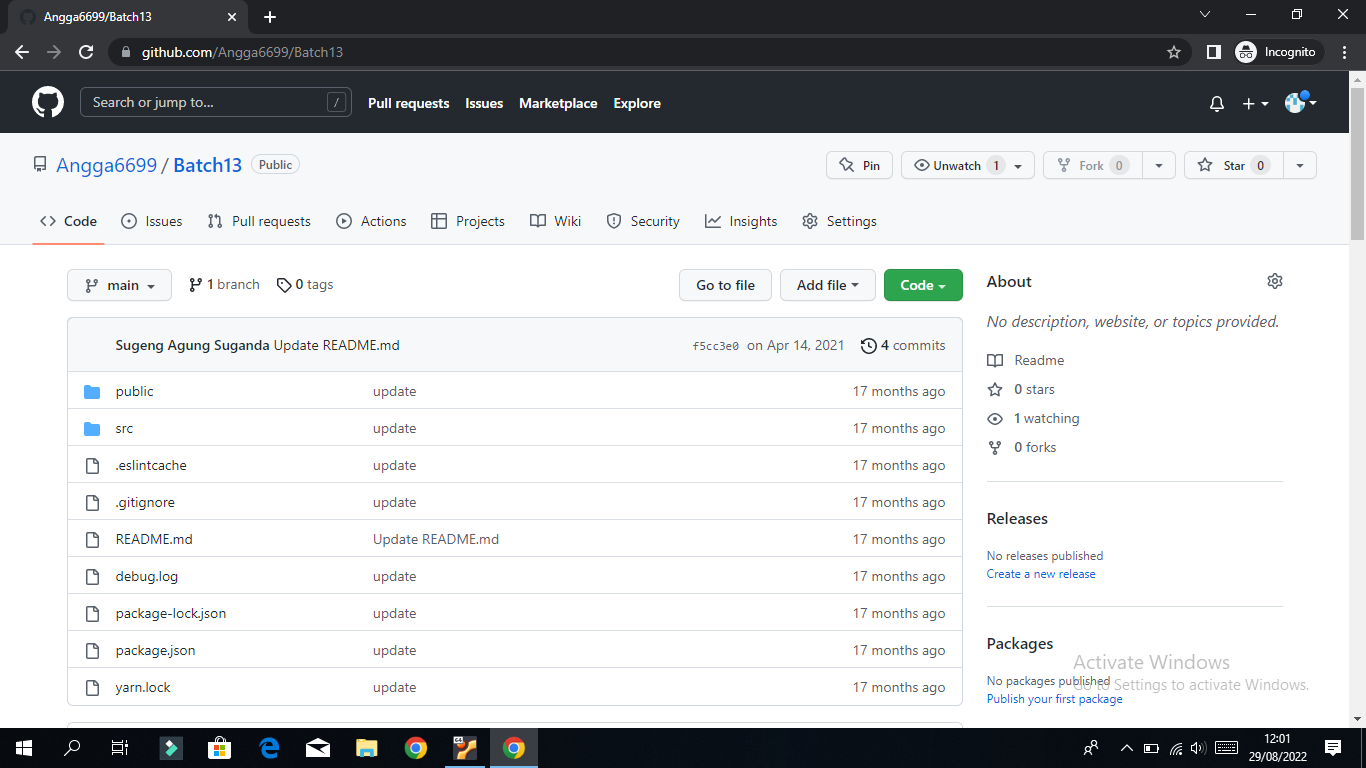 Angga6699/Batch13
github.com/Angga6699/Batch13
Incognito
Search or jump to...
/
Pull requests Issues Marketplace Explore
Angga6699 / Batch13 Public
Pin
Unwatch 1
Fork 0
Star 0
Code Issues Pull requests Actions Projects Wiki Security Insights Settings
main
1 branch
0 tags
Go to file
Add file
Code
Sugeng Agung Suganda Update README.md f5cc3e0 on Apr 14, 2021 4 commits
public update 17 months ago
src update 17 months ago
.eslintcache update 17 months ago
.gitignore update 17 months ago
README.md Update README.md 17 months ago
debug.log update 17 months ago
package-lock.json update 17 months ago
package.json update 17 months ago
yarn.lock update 17 months ago
About
No description, website, or topics provided.
Readme
0 stars
1 watching
0 forks
Releases
No releases published
Create a new release
Packages
No packages published
Publish your first package
Activate Windows
Go to Settings to activate Windows.
64
12:01
29/08/2022